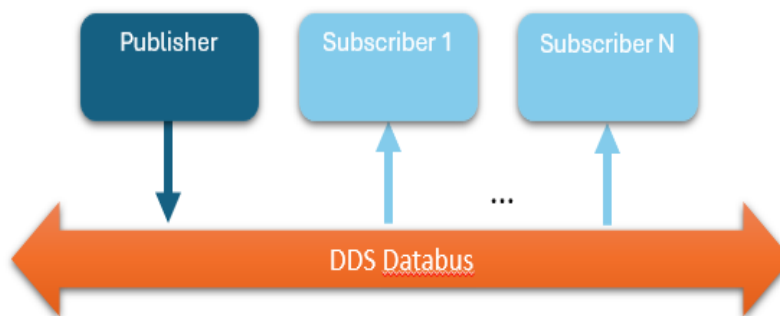 Publisher
Subscriber 1
Subscriber N
...
DDS Databus